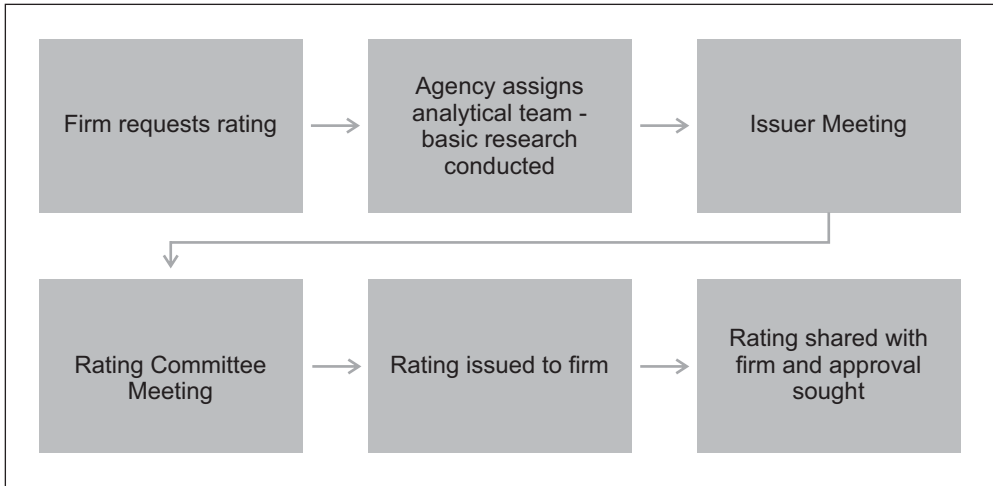 Firm requests rating
Agency assigns
analytical team -
basic research
conducted
Issuer Meeting
Rating Committee
Meeting
Rating issued to firm
Rating shared with
firm and approval
sought